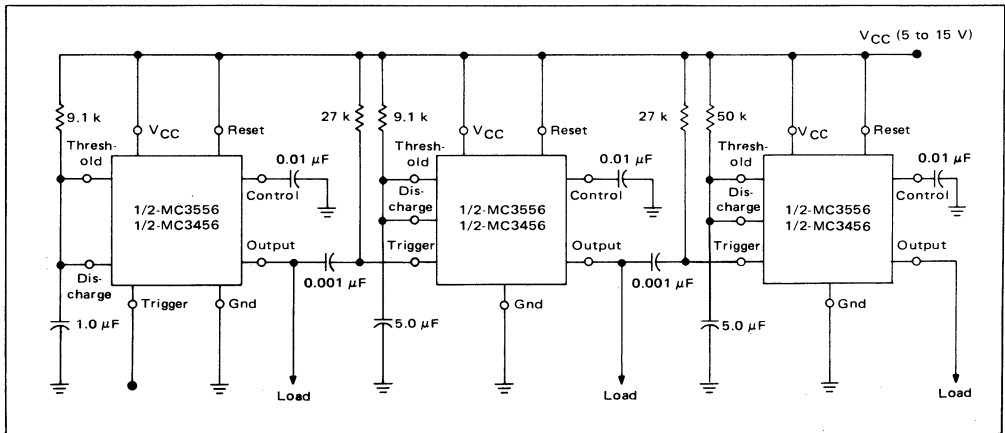 VCC (5 to 15 V)
9.1 k
VCC
Reset
Thresh-
old
0.01 µF
Control
1/2-MC3556
1/2-MC3456
Output
Dis-
charge
0.001 µF
1.0 µF
Trigger
Gnd
Load
27 k
9.1 k
VCC
Reset
Thresh-
old
Dis-
charge
0.01 µF
Control
1/2-MC3556
1/2-MC3456
Trigger
Output
0.001 µF
5.0 µF
Gnd
Load
27 k
50 k
VCC
Reset
Thresh-
old
Dis-
charge
0.01 µF
Control
1/2-MC3556
1/2-MC3456
Trigger
Output
5.0 µF
Gnd
Load